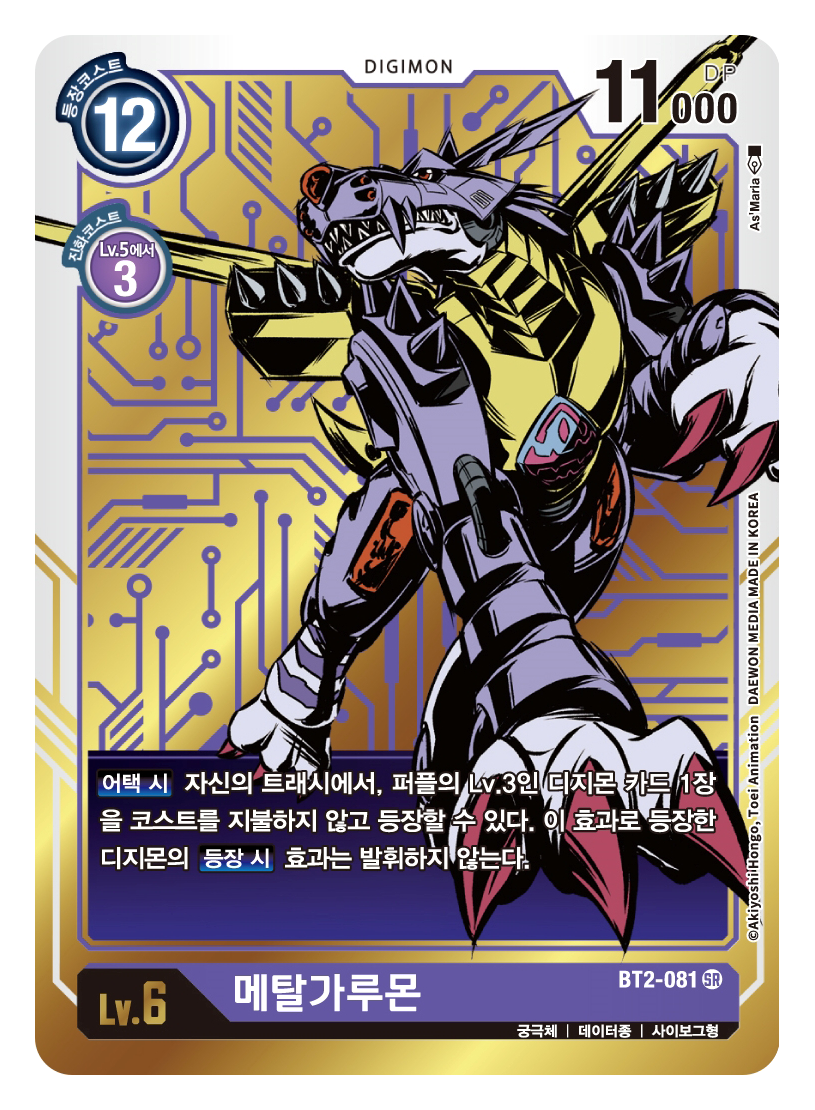 DIGIMON
등장코스트
12
DP
11000
As'Maria
진화코스트
Lv.5에서
3
어택 시 자신의 트래시에서, 퍼플의 Lv.3인 디지몬 카드 1장
을 코스트를 지불하지 않고 등장할 수 있다. 이 효과로 등장한
디지몬의 등장 시 효과는 발휘하지 않는다.
©Akiyoshi Hongo, Toei Animation DAEWON MEDIA MADE IN KOREA
Lv.6
메탈가루몬
BT2-081 SR
궁극체 | 데이터종 | 사이보그형